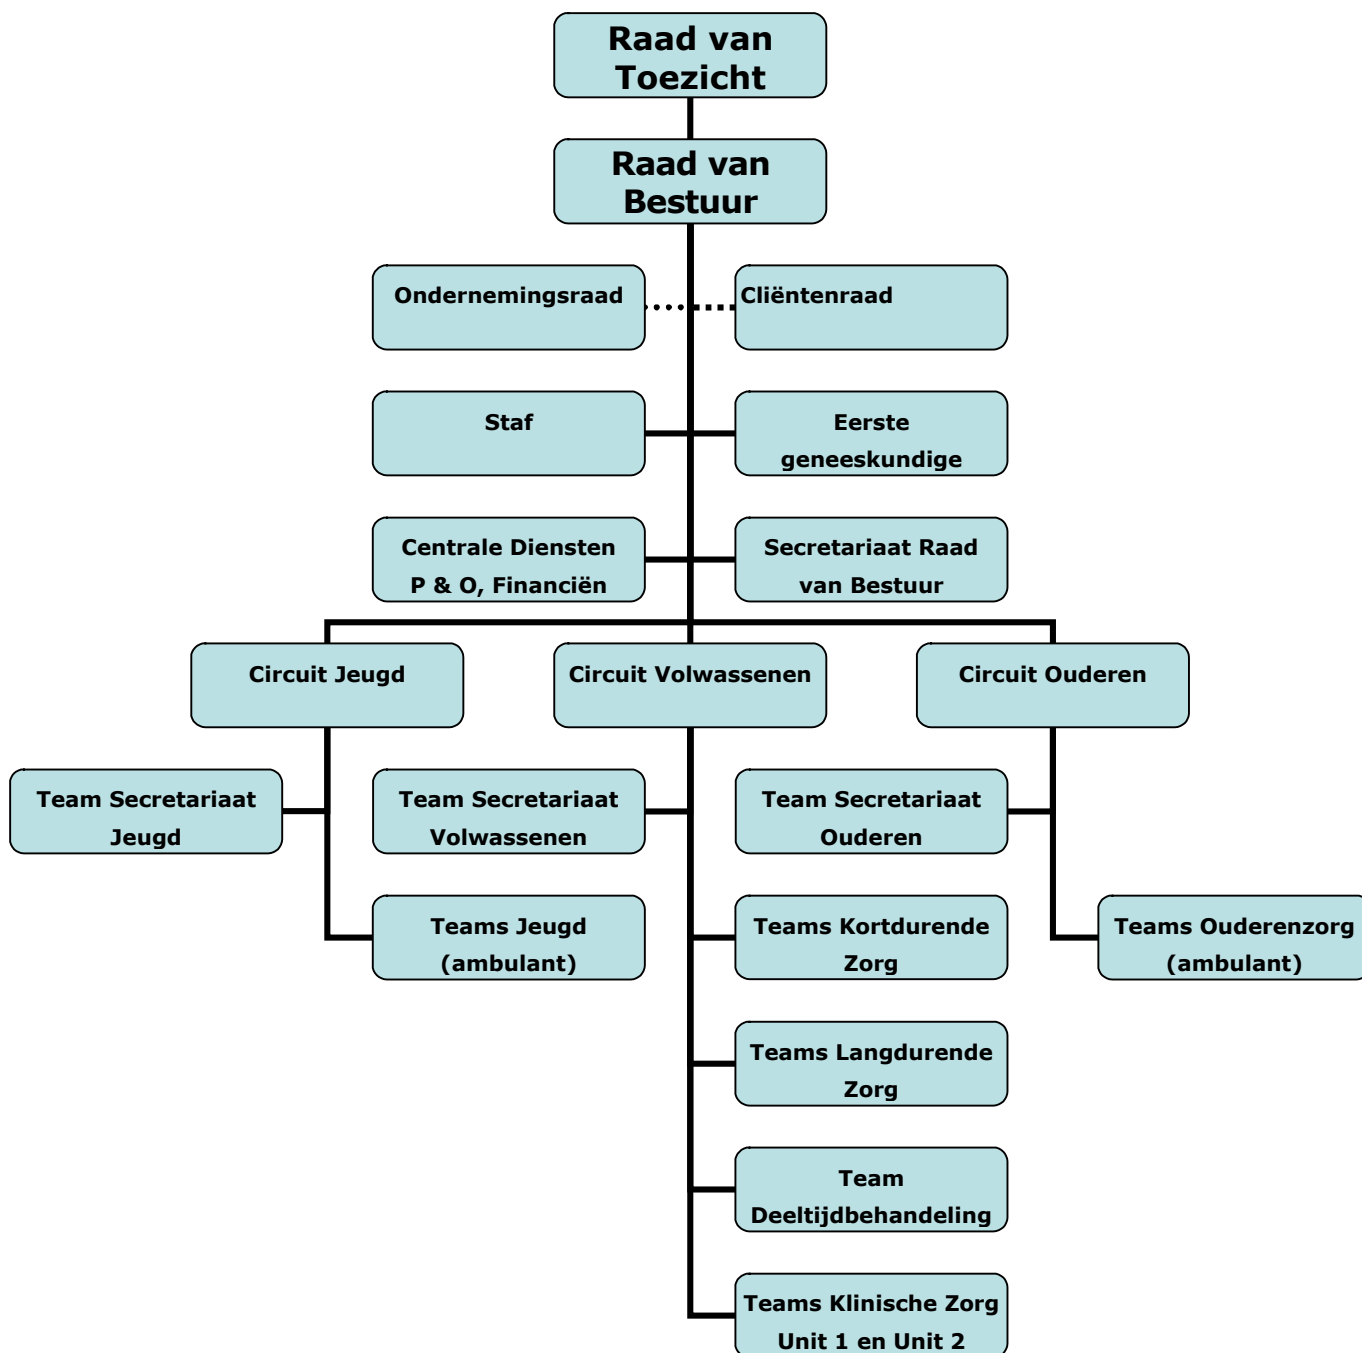 Raad van
Toezicht
Raad van
Bestuur
Ondernemingsraad
Cliëntenraad
Staf
Eerste
geneeskundige
Centrale Diensten
P & O, Financiën
Secretariaat Raad
van Bestuur
Circuit Jeugd
Circuit Volwassenen
Circuit Ouderen
Team Secretariaat
Jeugd
Team Secretariaat
Volwassenen
Team Secretariaat
Ouderen
Teams Jeugd
(ambulant)
Teams Kortdurende
Zorg
Teams Ouderenzorg
(ambulant)
Teams Langdurende
Zorg
Team
Deeltijdbehandeling
Teams Klinische Zorg
Unit 1 en Unit 2